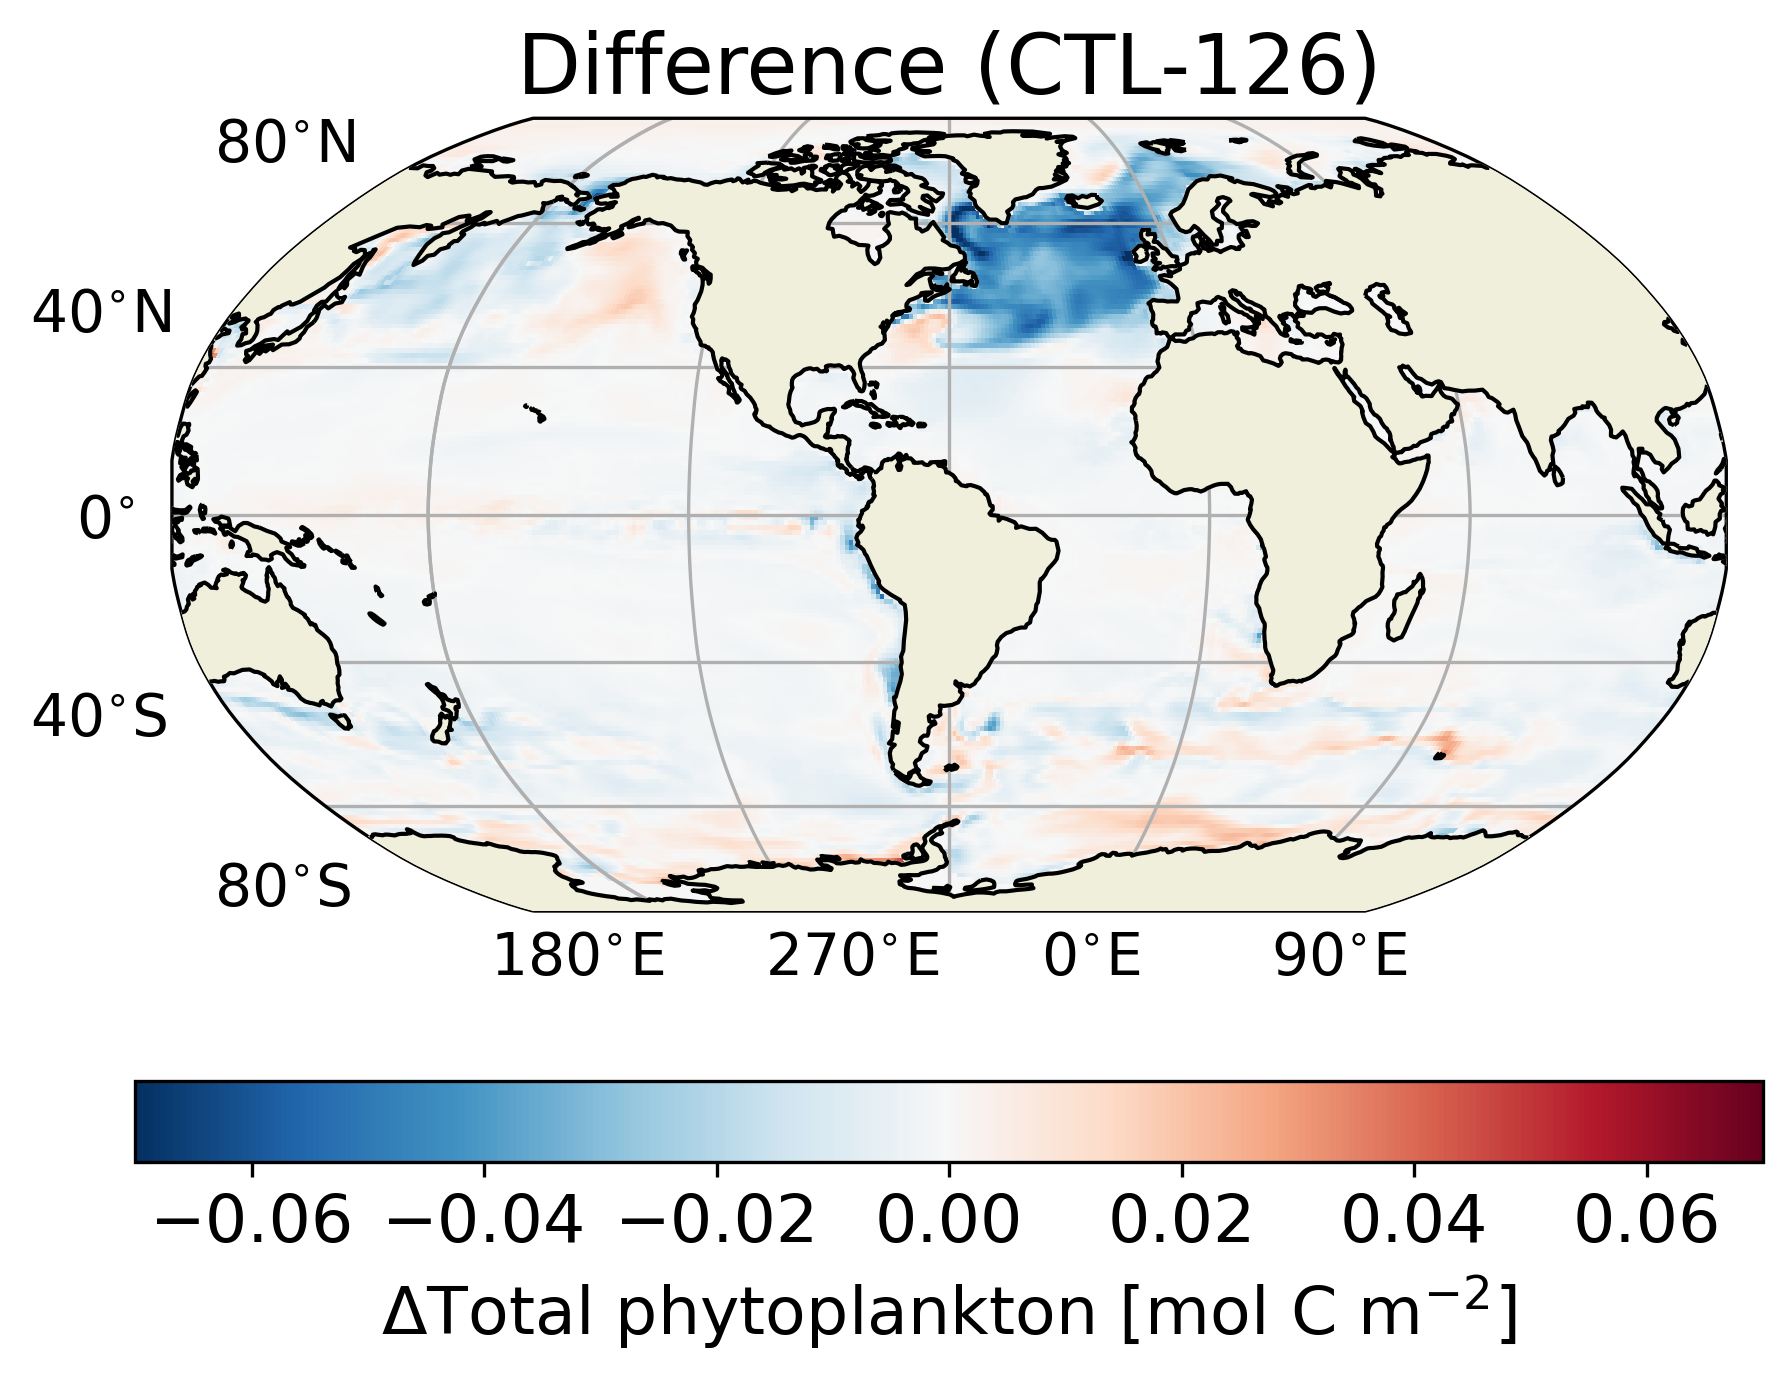 Difference (CTL-126)
80°N
40°N
0°
40°S
80°S
180°E 270°E 0°E 90°E
−0.06 −0.04 −0.02 0.00 0.02 0.04 0.06
ΔTotal phytoplankton [mol C m⁻²]